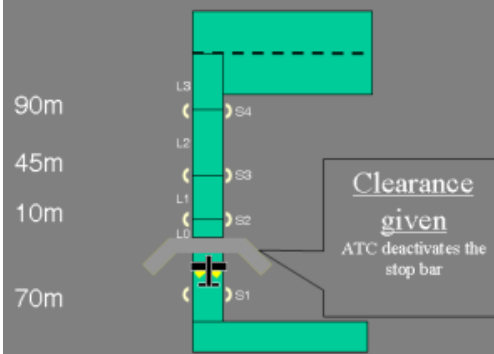 L3
90m
S4
L2
45m
S3
Clearance
given
ATC deactivates the
stop bar
L1
10m
S2
L0
70m
S1